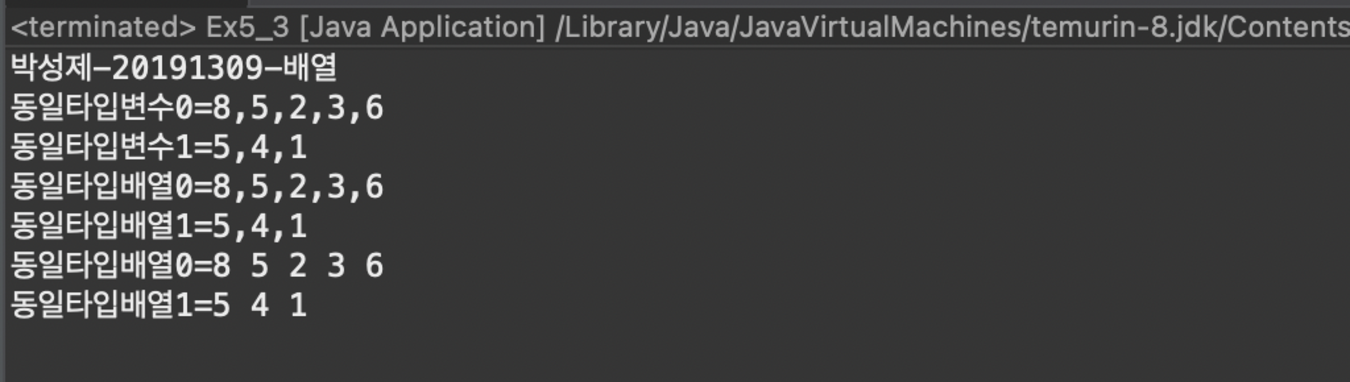 <terminated> Ex5_3 [Java Application] /Library/Java/JavaVirtualMachines/temurin-8.jdk/Contents
박성제-20191309-배열
동일타입변수0=8,5,2,3,6
동일타입변수1=5,4,1
동일타입배열0=8,5,2,3,6
동일타입배열1=5,4,1
동일타입배열0=8 5 2 3 6
동일타입배열1=5 4 1